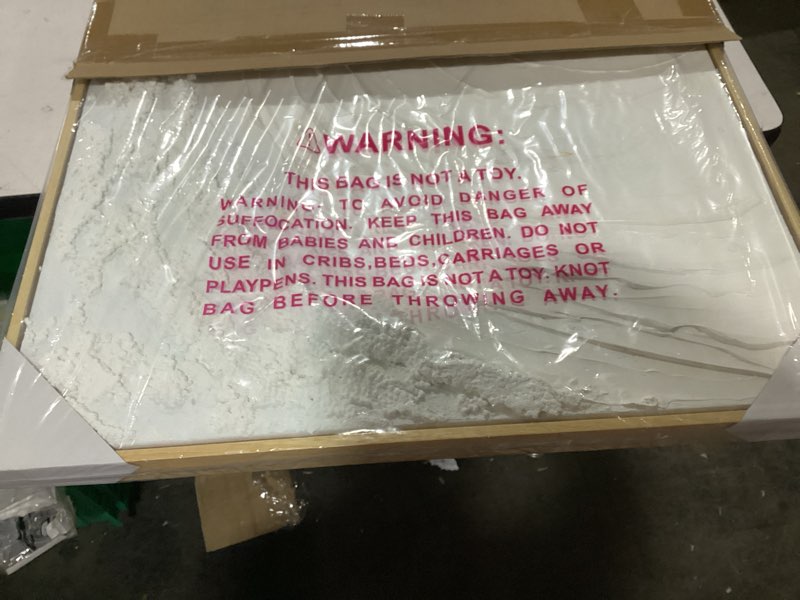 ⚠WARNING:
THIS BAG IS NOT A TOY.
WARNING: TO AVOID DANGER OF
SUFFOCATION. KEEP THIS BAG AWAY
FROM BABIES AND CHILDREN. DO NOT
USE IN CRIBS,BEDS,CARRIAGES OR
PLAYPENS. THIS BAG IS NOT A TOY. KNOT
BAG BEFORE THROWING AWAY.